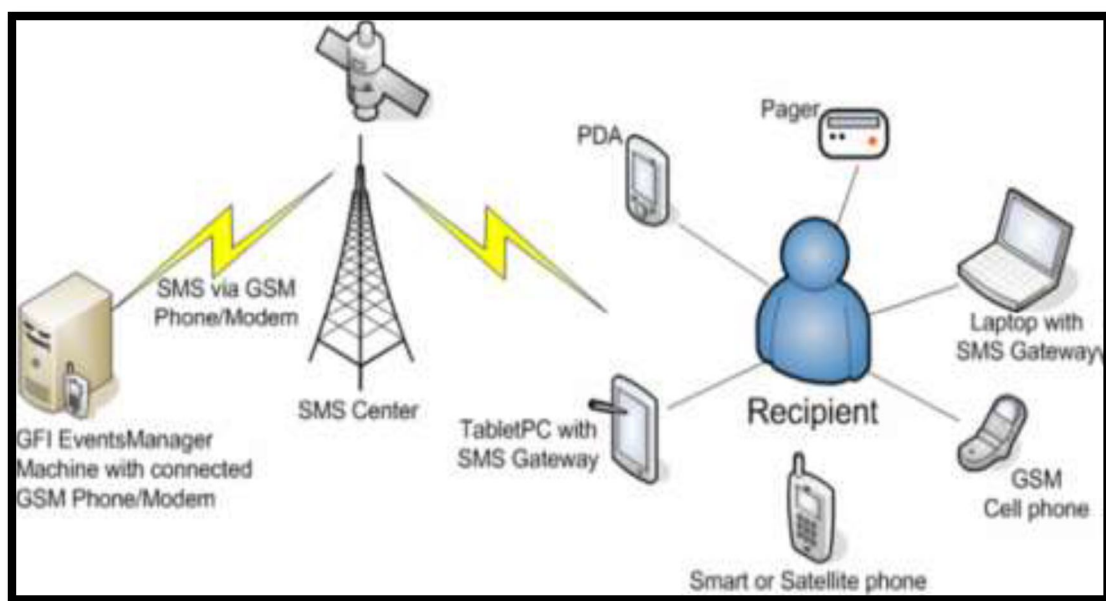 SMS via GSM
Phone/Modem
GFI EventsManager
Machine with connected
GSM Phone/Modem
SMS Center
PDA
Pager
Laptop with
SMS Gateway
Recipient
TabletPC with
SMS Gateway
GSM
Cell phone
Smart or Satellite phone